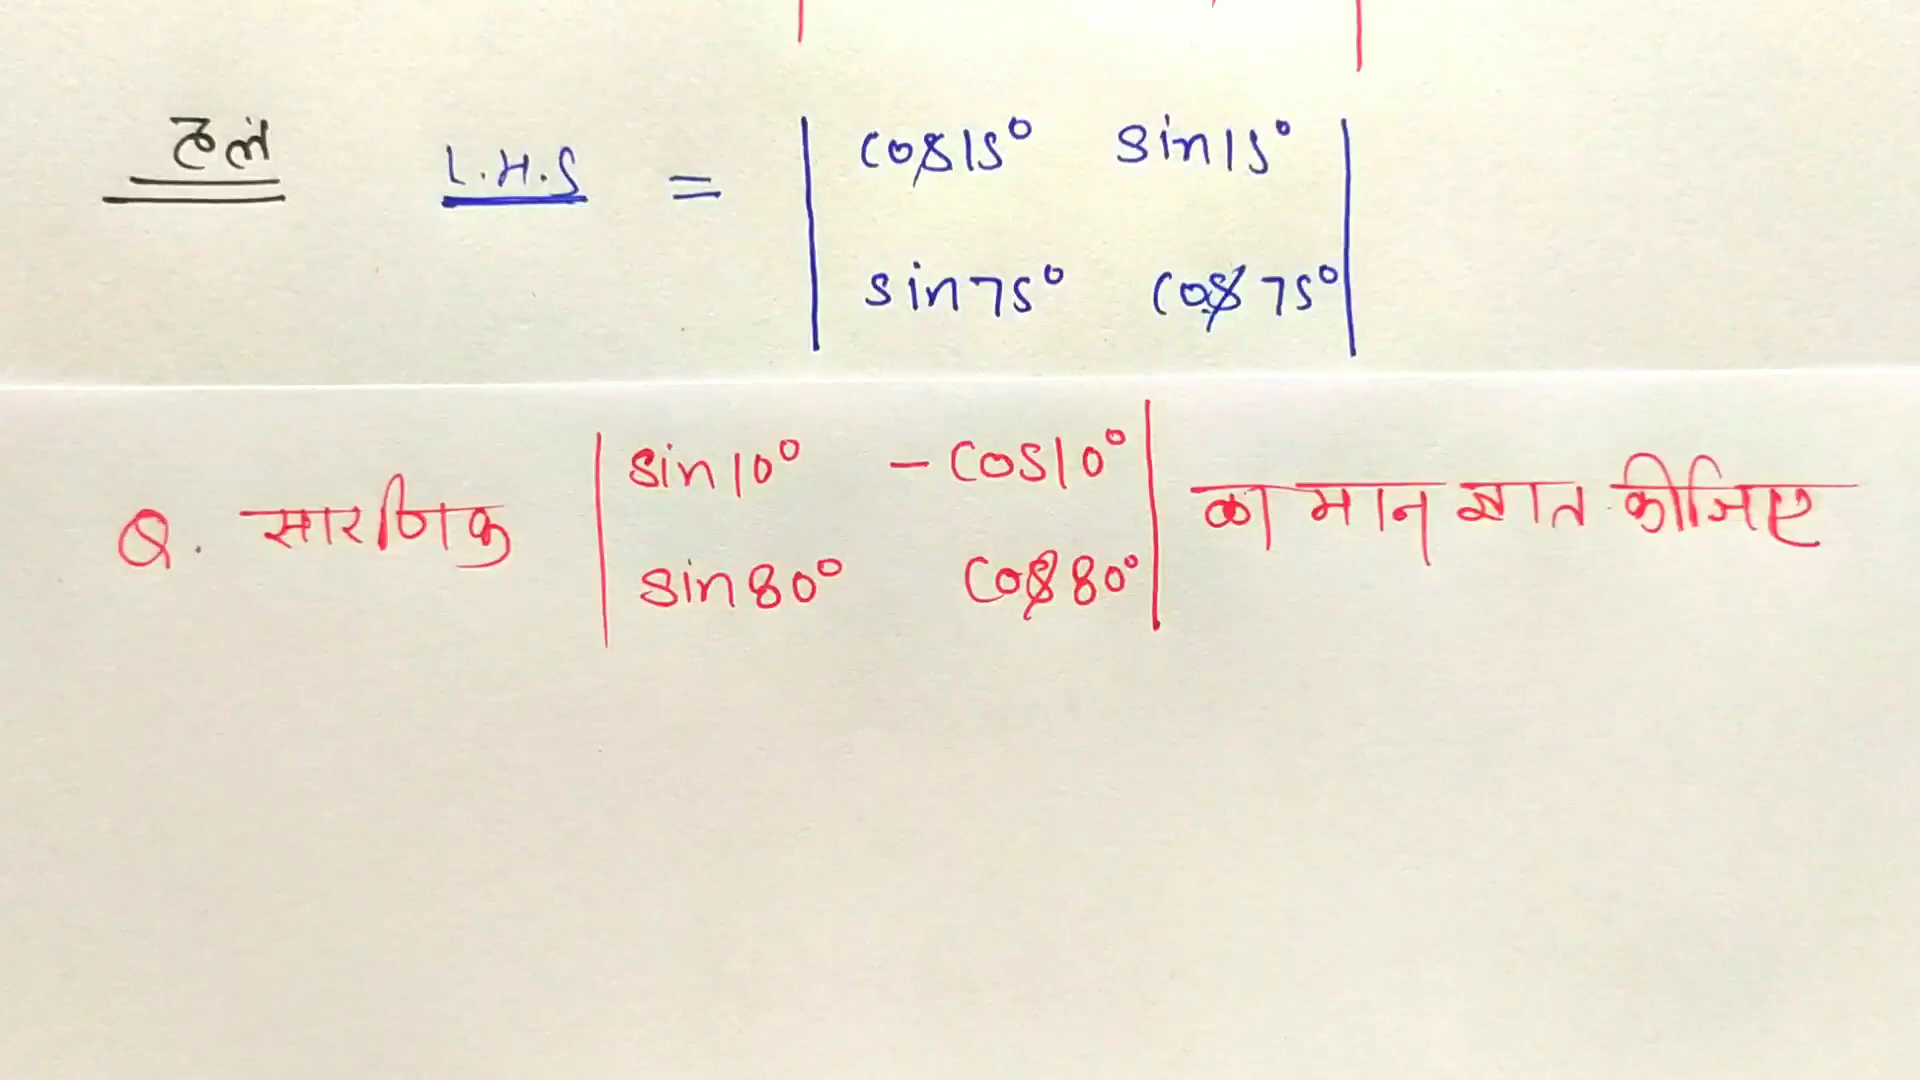 हल L.H.S = | cos15° sin15° |
| sin75° cos75° |
Q. सारणिक | sin10° - cos10° | का मान ज्ञात कीजिए
| sin80° cos80° |